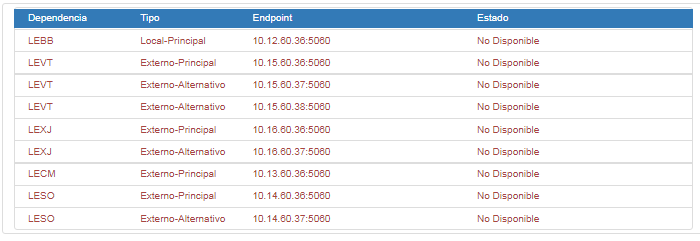 Dependencia Tipo Endpoint Estado
LEBB Local-Principal 10.12.60.36:5060 No Disponible
LEVT Externo-Principal 10.15.60.36:5060 No Disponible
LEVT Externo-Alternativo 10.15.60.37:5060 No Disponible
LEVT Externo-Alternativo 10.15.60.38:5060 No Disponible
LEXJ Externo-Principal 10.16.60.36:5060 No Disponible
LEXJ Externo-Alternativo 10.16.60.37:5060 No Disponible
LECM Externo-Principal 10.13.60.36:5060 No Disponible
LESO Externo-Principal 10.14.60.36:5060 No Disponible
LESO Externo-Alternativo 10.14.60.37:5060 No Disponible